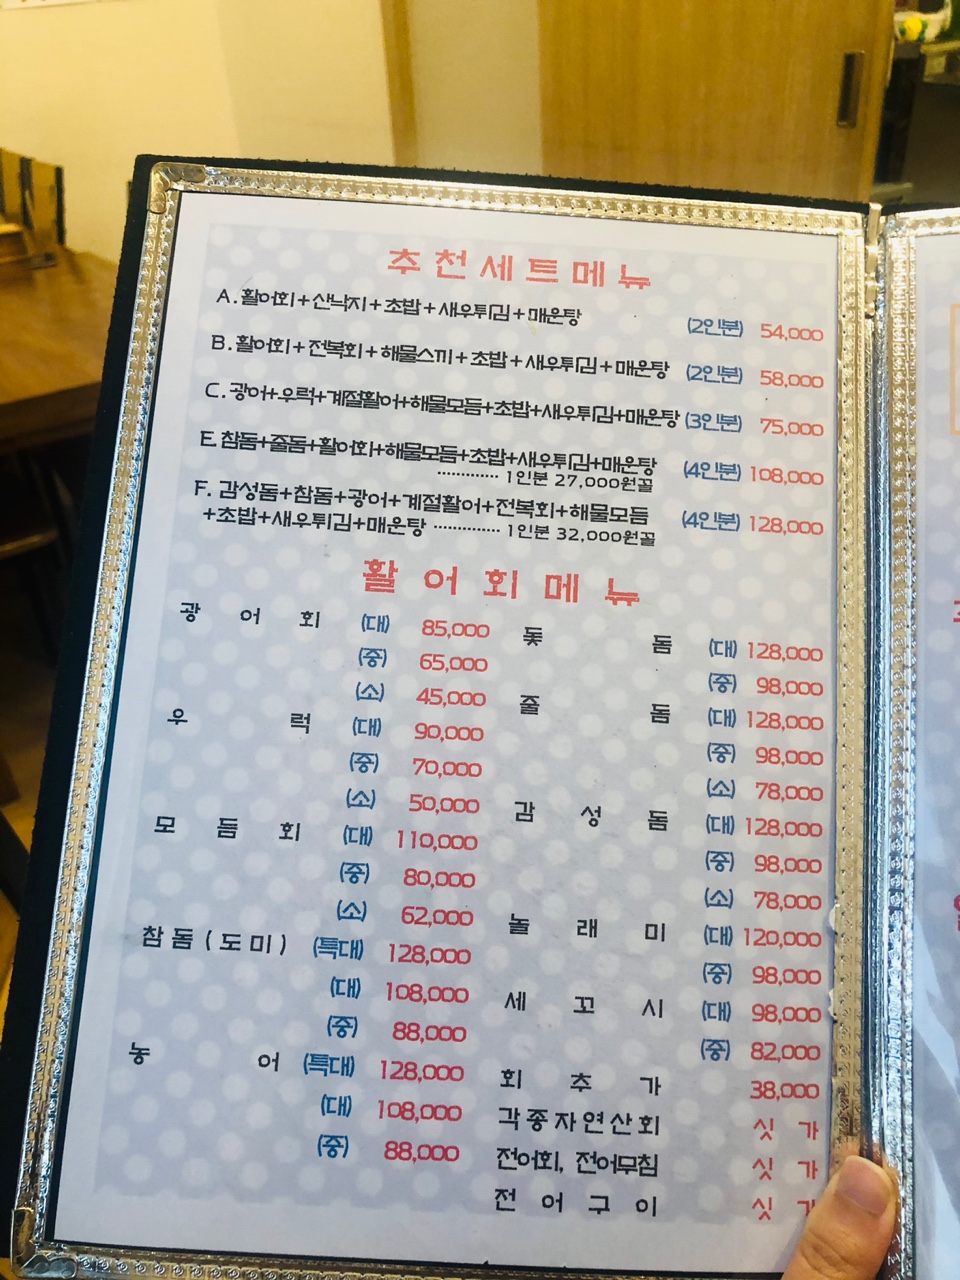 추천세트메뉴
A. 활어회+산낙지+초밥+새우튀김+매운탕 (2인분) 54,000
B. 활어회+전복회+해물스끼+초밥+새우튀김+매운탕 (2인분) 58,000
C. 광어+우럭+계절활어+해물모듬+초밥+새우튀김+매운탕 (3인분) 75,000
E. 참돔+줄돔+활어회+해물모듬+초밥+새우튀김+매운탕 (4인분) 108,000
············· 1인분 27,000원꼴
F. 감성돔+참돔+광어+계절활어+전복회+해물모듬
+초밥+새우튀김+매운탕 ·············· 1인분 32,000원꼴 (4인분) 128,000
활어회메뉴
광어회 (대) 85,000
(중) 65,000
(소) 45,000
우럭 (대) 90,000
(중) 70,000
(소) 50,000
모듬회 (대) 110,000
(중) 80,000
(소) 62,000
참돔(도미) (특대) 128,000
(대) 108,000
(중) 88,000
농어 (특대) 128,000
(대) 108,000
(중) 88,000
돛돔 (대) 128,000
(중) 98,000
줄돔 (대) 128,000
(중) 98,000
(소) 78,000
감성돔 (대) 128,000
(중) 98,000
(소) 78,000
놀래미 (대) 120,000
(중) 98,000
세꼬시 (대) 98,000
(중) 82,000
회추가 38,000
각종자연산회 싯가
전어회, 전어무침 싯가
전어구이 싯가